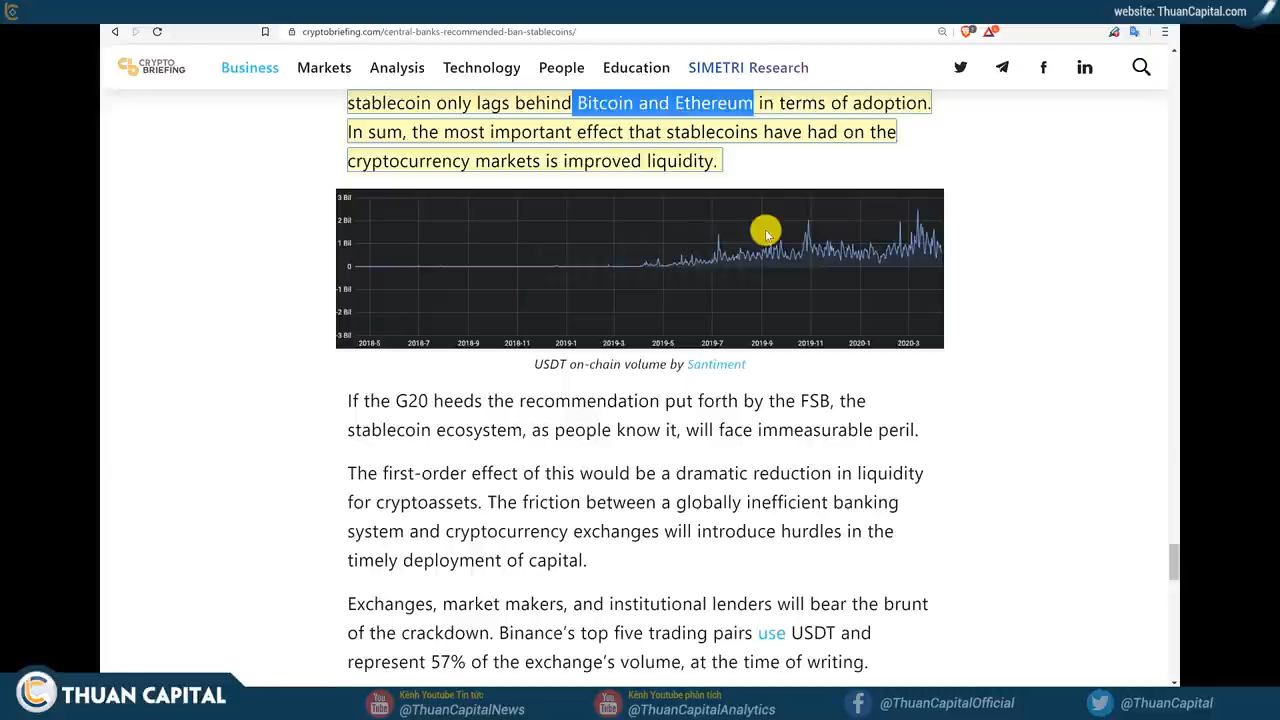 website: ThuanCapital.com
cryptobriefing.com/central-banks-recommended-ban-stablecoins/
CRYPTO
BRIEFING
Business Markets Analysis Technology People Education SIMETRI Research
stablecoin only lags behind Bitcoin and Ethereum in terms of adoption.
In sum, the most important effect that stablecoins have had on the
cryptocurrency markets is improved liquidity.
3 Bil
2 Bil
1 Bil
0
-1 Bil
-2 Bil
-3 Bil
2018-5 2018-7 2018-9 2018-11 2019-1 2019-3 2019-5 2019-7 2019-9 2019-11 2020-1 2020-3
USDT on-chain volume by Santiment
If the G20 heeds the recommendation put forth by the FSB, the
stablecoin ecosystem, as people know it, will face immeasurable peril.
The first-order effect of this would be a dramatic reduction in liquidity
for cryptoassets. The friction between a globally inefficient banking
system and cryptocurrency exchanges will introduce hurdles in the
timely deployment of capital.
Exchanges, market makers, and institutional lenders will bear the brunt
of the crackdown. Binance’s top five trading pairs use USDT and
represent 57% of the exchange’s volume, at the time of writing.
THUAN CAPITAL
You Tube
Kênh Youtube Tin tức
@ThuanCapitalNews
You Tube
Kênh Youtube phân tích
@ThuanCapitalAnalytics
@ThuanCapitalOfficial
@ThuanCapital